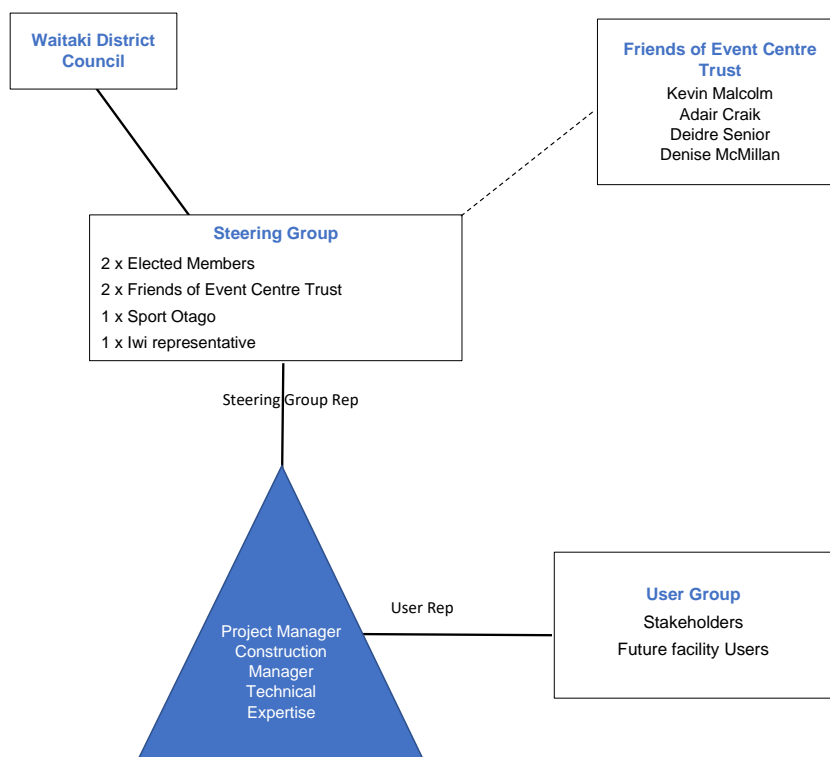 Waitaki District
Council
Friends of Event Centre
Trust
Kevin Malcolm
Adair Craik
Deidre Senior
Denise McMillan
Steering Group
2 x Elected Members
2 x Friends of Event Centre Trust
1 x Sport Otago
1 x Iwi representative
Steering Group Rep
User Rep
Project Manager
Construction
Manager
Technical
Expertise
User Group
Stakeholders
Future facility Users